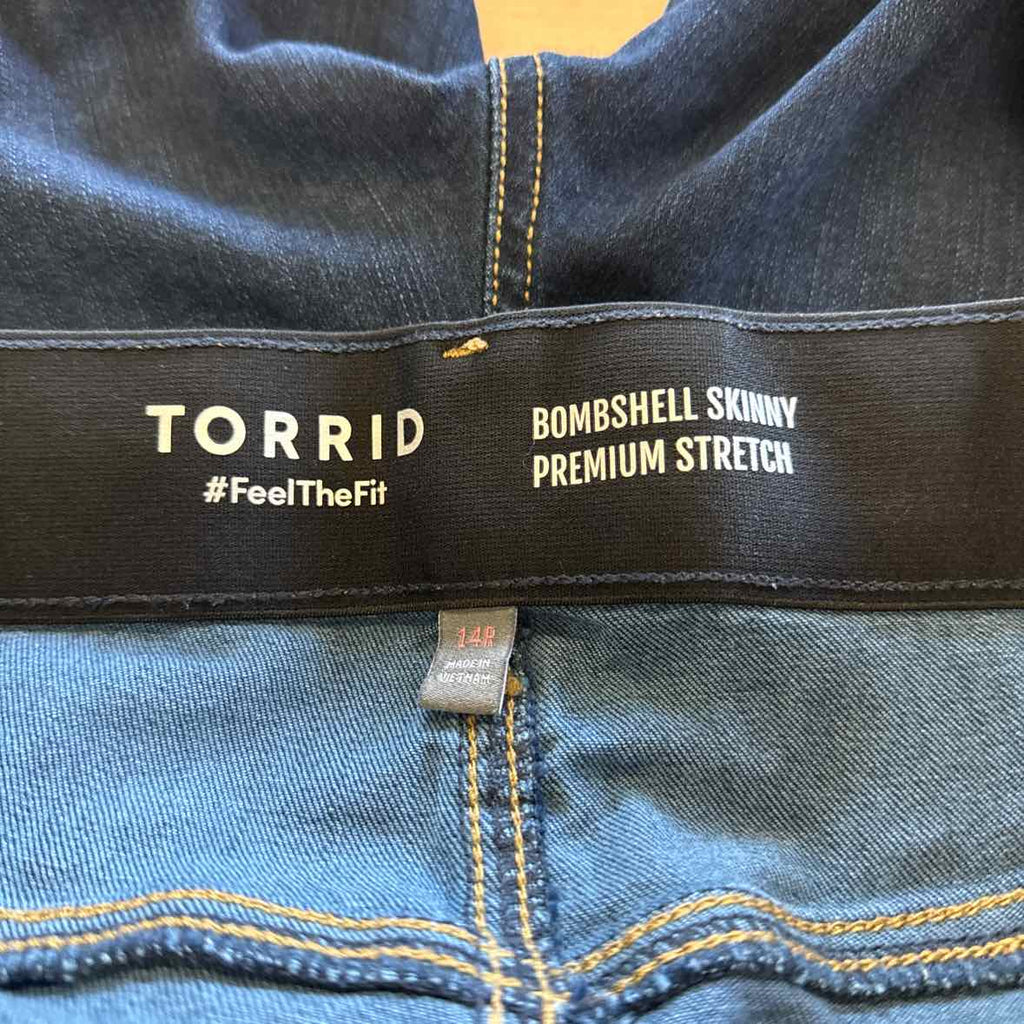 TORRID
#FeelTheFit
BOMBSHELL SKINNY
PREMIUM STRETCH
14R
MADE IN
VIETNAM